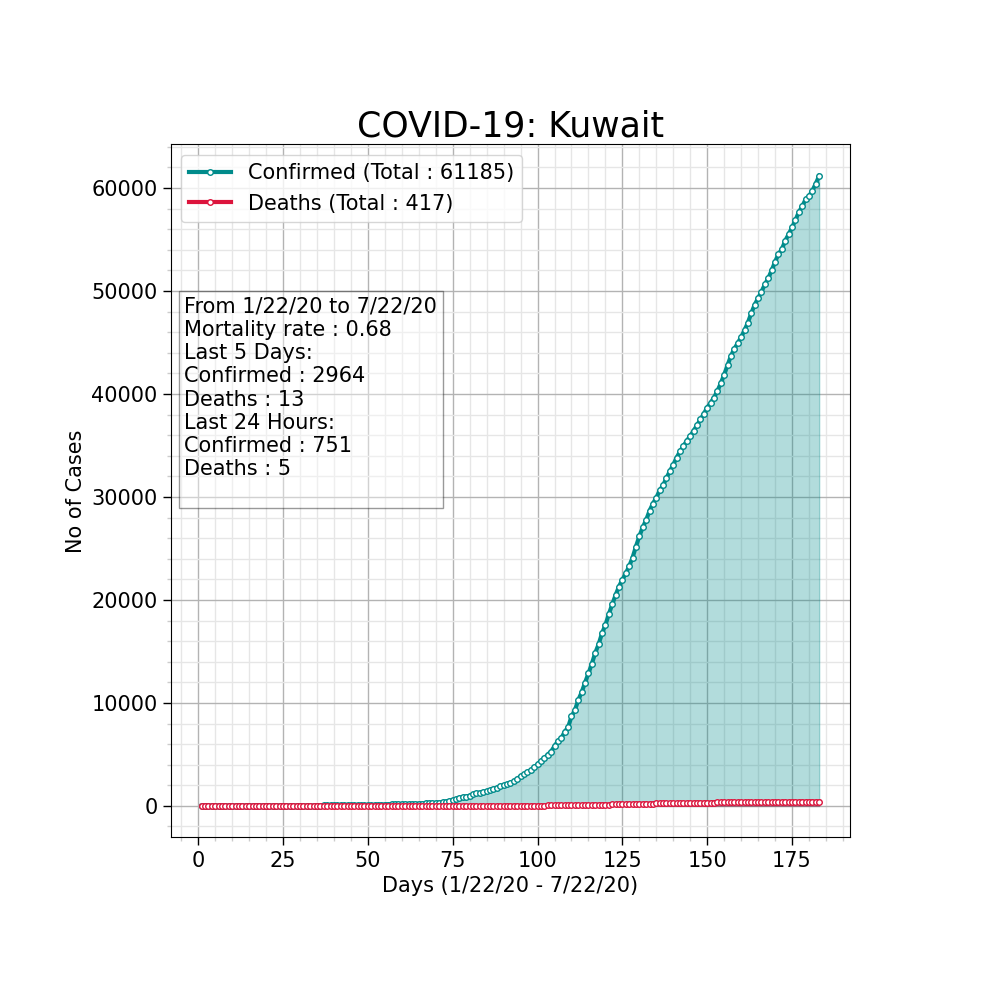 COVID-19: Kuwait
Confirmed (Total : 61185)
Deaths (Total : 417)
From 1/22/20 to 7/22/20
Mortality rate : 0.68
Last 5 Days:
Confirmed : 2964
Deaths : 13
Last 24 Hours:
Confirmed : 751
Deaths : 5
No of Cases
60000
50000
40000
30000
20000
10000
0
0 25 50 75 100 125 150 175
Days (1/22/20 - 7/22/20)